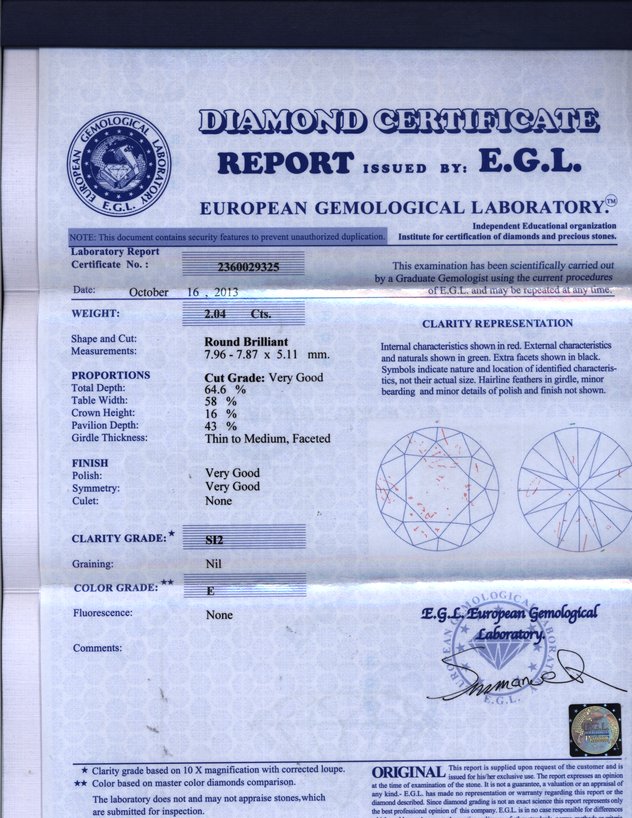 EUROPEAN GEMOLOGICAL LABORATORY
E.G.L.
DIAMOND CERTIFICATE
REPORT ISSUED BY: E.G.L.
EUROPEAN GEMOLOGICAL LABORATORY.™
Independent Educational organization
Institute for certification of diamonds and precious stones.
NOTE: This document contains security features to prevent unauthorized duplication.
Laboratory Report
Certificate No. : 2360029325
Date: October 16 , 2013
This examination has been scientifically carried out
by a Graduate Gemologist using the current procedures
of E.G.L. and may be repeated at any time.
WEIGHT: 2.04 Cts.
Shape and Cut: Round Brilliant
Measurements: 7.96 - 7.87 x 5.11 mm.
PROPORTIONS Cut Grade: Very Good
Total Depth: 64.6 %
Table Width: 58 %
Crown Height: 16 %
Pavilion Depth: 43 %
Girdle Thickness: Thin to Medium, Faceted
FINISH
Polish: Very Good
Symmetry: Very Good
Culet: None
CLARITY GRADE:★ SI2
Graining: Nil
COLOR GRADE:★★ E
Fluorescence: None
Comments:
CLARITY REPRESENTATION
Internal characteristics shown in red. External characteristics
and naturals shown in green. Extra facets shown in black.
Symbols indicate nature and location of identified characteris-
tics, not their actual size. Hairline feathers in girdle, minor
bearding and minor details of polish and finish not shown.
E.G.L. European Gemological
Laboratory.
E.G.L.
★ Clarity grade based on 10 X magnification with corrected loupe.
★★ Color based on master color diamonds comparison.
The laboratory does not and may not appraise stones,which
are submitted for inspection.
ORIGINAL This report is supplied upon request of the customer and is
issued for his/her exclusive use. The report expresses an opinion
at the time of examination of the stone. It is not a guarantee, a valuation or an appraisal of
any kind.- E.G.L. has made no representation or warranty regarding this report or the
diamond described. Since diamond grading is not an exact science this report represents only
the best professional opinion of this company. E.G.L. is in no case responsible for differences